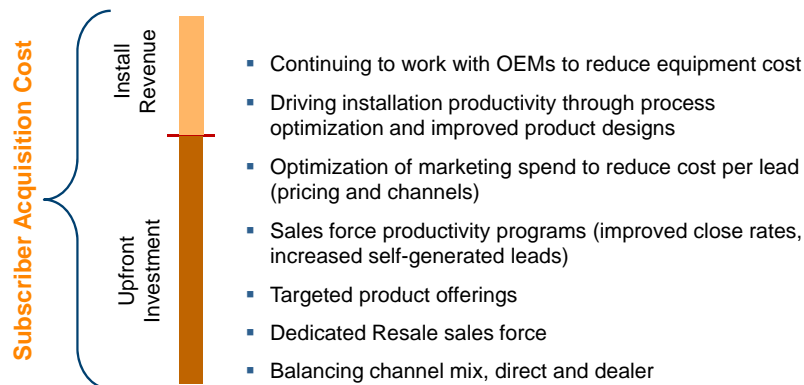 Subscriber Acquisition Cost
Install
Revenue
Upfront
Investment
▪ Continuing to work with OEMs to reduce equipment cost
▪ Driving installation productivity through process
optimization and improved product designs
▪ Optimization of marketing spend to reduce cost per lead
(pricing and channels)
▪ Sales force productivity programs (improved close rates,
increased self-generated leads)
▪ Targeted product offerings
▪ Dedicated Resale sales force
▪ Balancing channel mix, direct and dealer